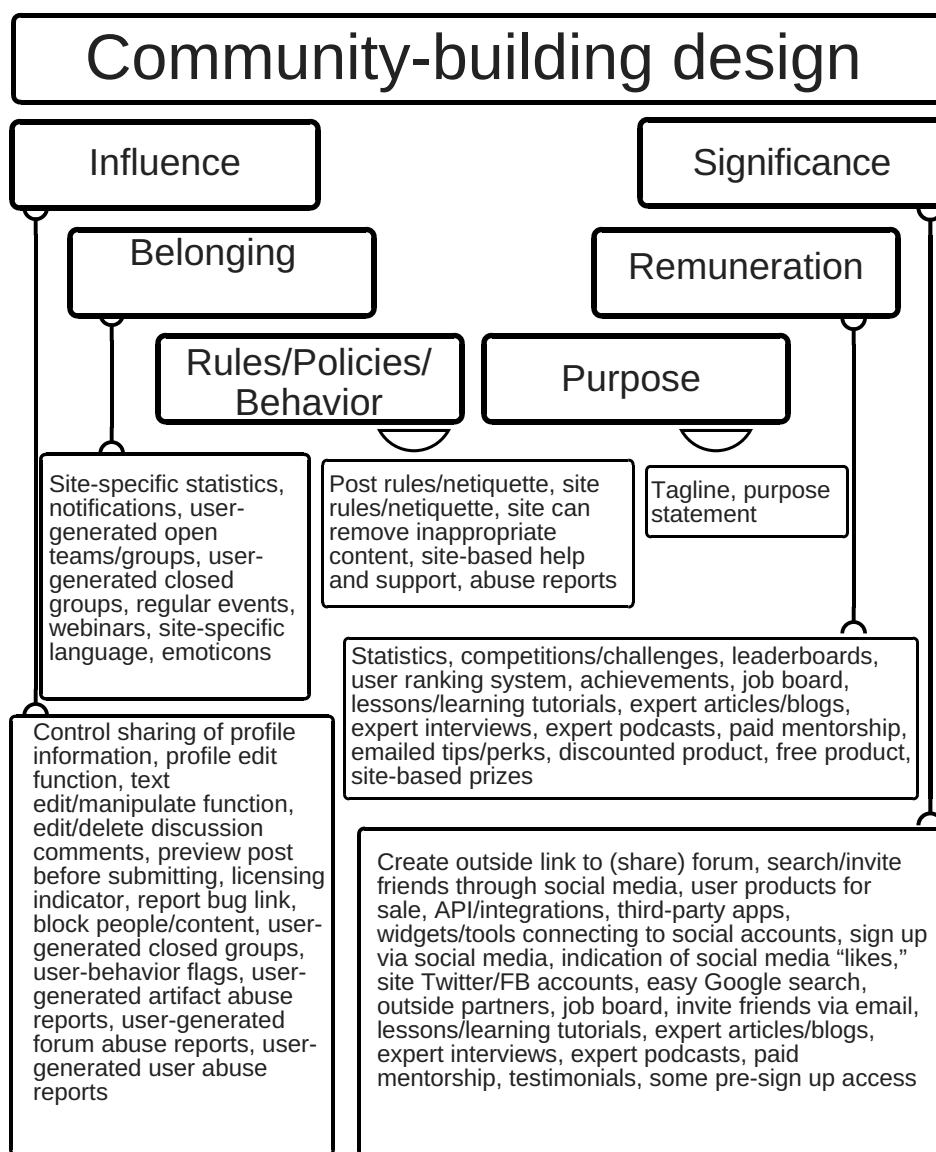 Community-building design
Influence
Significance
Belonging
Remuneration
Rules/Policies/
Behavior
Purpose
Site-specific statistics,
notifications, user-
generated open
teams/groups, user-
generated closed
groups, regular events,
webinars, site-specific
language, emoticons
Post rules/netiquette, site
rules/netiquette, site can
remove inappropriate
content, site-based help
and support, abuse reports
Tagline, purpose
statement
Statistics, competitions/challenges, leaderboards,
user ranking system, achievements, job board,
lessons/learning tutorials, expert articles/blogs,
expert interviews, expert podcasts, paid mentorship,
emailed tips/perks, discounted product, free product,
site-based prizes
Control sharing of profile
information, profile edit
function, text
edit/manipulate function,
edit/delete discussion
comments, preview post
before submitting, licensing
indicator, report bug link,
block people/content, user-
generated closed groups,
user-behavior flags, user-
generated artifact abuse
reports, user-generated
forum abuse reports, user-
generated user abuse
reports
Create outside link to (share) forum, search/invite
friends through social media, user products for
sale, API/integrations, third-party apps,
widgets/tools connecting to social accounts, sign up
via social media, indication of social media “likes,”
site Twitter/FB accounts, easy Google search,
outside partners, job board, invite friends via email,
lessons/learning tutorials, expert articles/blogs,
expert interviews, expert podcasts, paid
mentorship, testimonials, some pre-sign up access